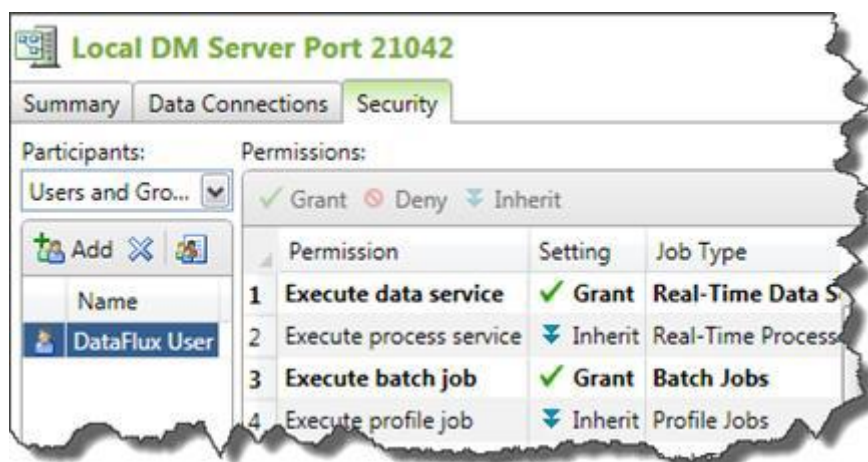 Local DM Server Port 21042
Summary Data Connections Security
Participants: Permissions:
Users and Gro... Grant Deny Inherit
Add
Permission Setting Job Type
Name
1 Execute data service Grant Real-Time Data
DataFlux User 2 Execute process service Inherit Real-Time Process
3 Execute batch job Grant Batch Jobs
4 Execute profile job Inherit Profile Jobs